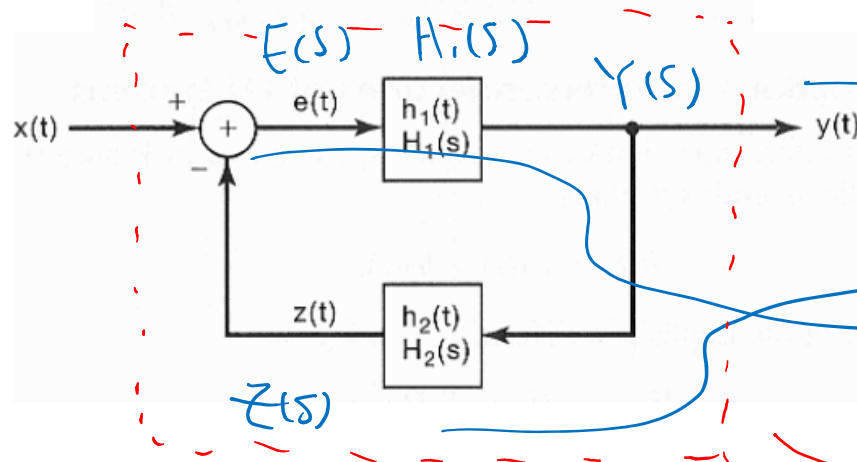 E(S) H₁(S)
Y(S)
x(t) + + e(t) h₁(t) y(t)
H₁(s)
−
z(t) h₂(t)
H₂(s)
Z(S)